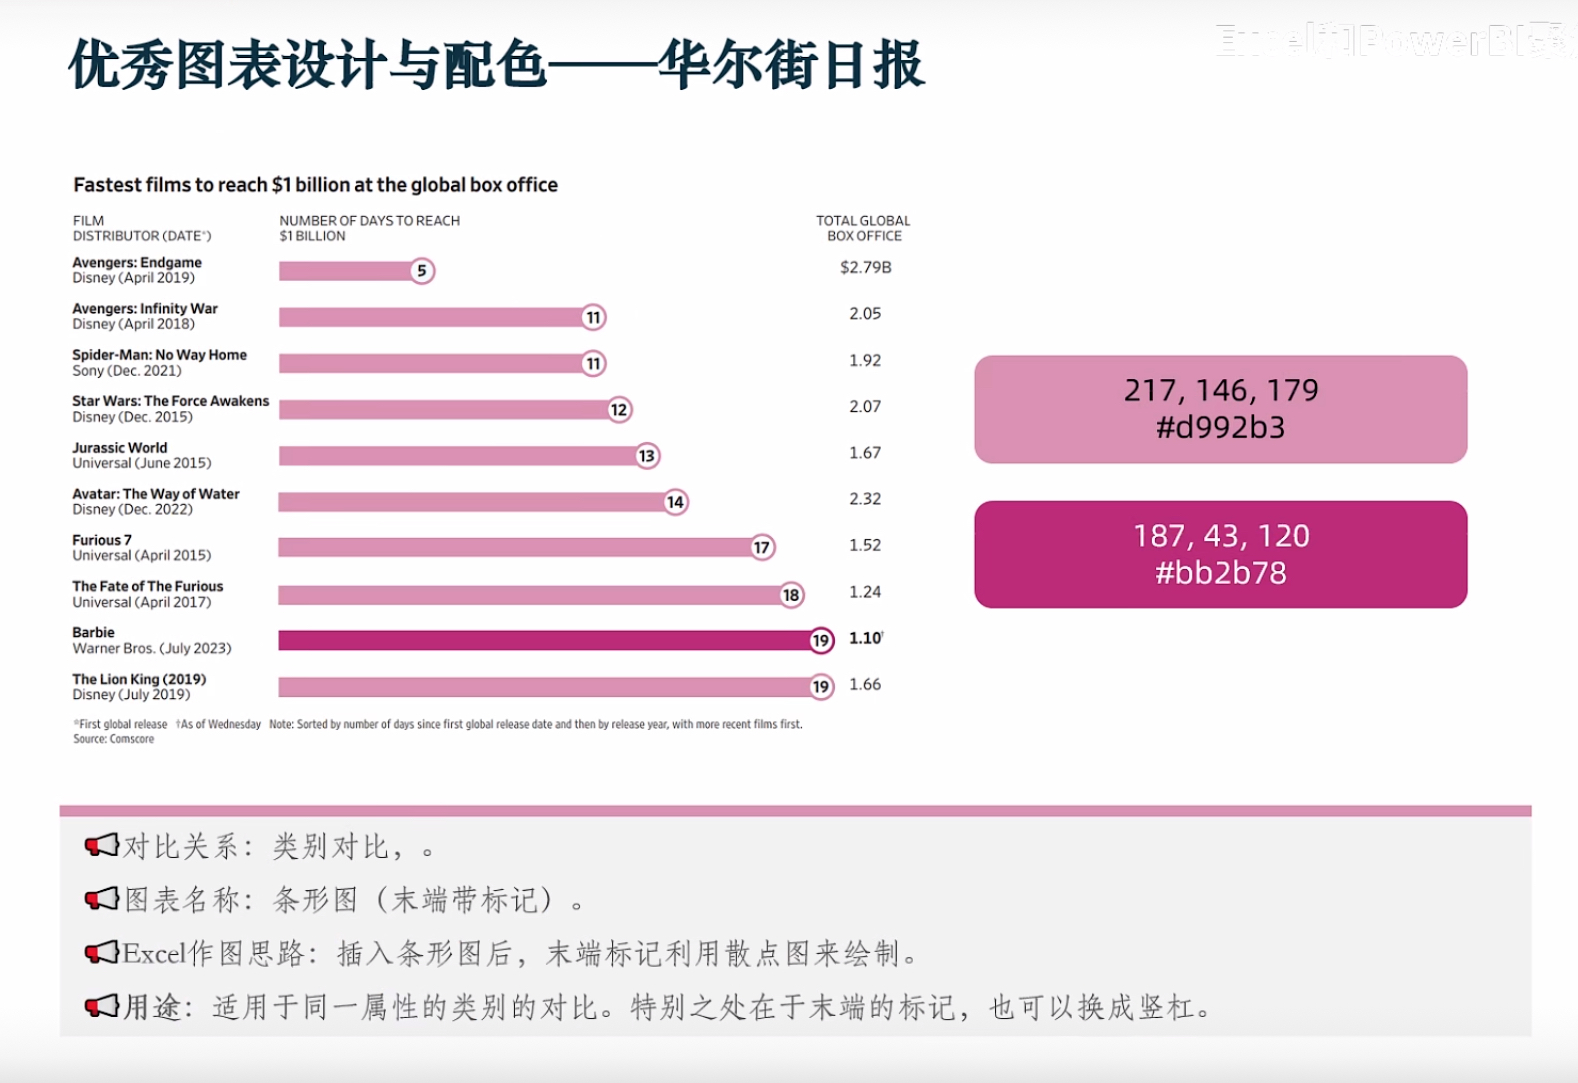 优秀图表设计与配色——华尔街日报
Excel和PowerBI聚
Fastest films to reach $1 billion at the global box office
FILM
DISTRIBUTOR (DATE*)
NUMBER OF DAYS TO REACH
$1 BILLION
TOTAL GLOBAL
BOX OFFICE
Avengers: Endgame
Disney (April 2019)
5
$2.79B
Avengers: Infinity War
Disney (April 2018)
11
2.05
Spider-Man: No Way Home
Sony (Dec. 2021)
11
1.92
Star Wars: The Force Awakens
Disney (Dec. 2015)
12
2.07
Jurassic World
Universal (June 2015)
13
1.67
Avatar: The Way of Water
Disney (Dec. 2022)
14
2.32
Furious 7
Universal (April 2015)
17
1.52
The Fate of The Furious
Universal (April 2017)
18
1.24
Barbie
Warner Bros. (July 2023)
19
1.10†
The Lion King (2019)
Disney (July 2019)
19
1.66
*First global release †As of Wednesday Note: Sorted by number of days since first global release date and then by release year, with more recent films first.
Source: Comscore
217, 146, 179
#d992b3
187, 43, 120
#bb2b78
对比关系：类别对比，。
图表名称：条形图（末端带标记）。
Excel作图思路：插入条形图后，末端标记利用散点图来绘制。
用途：适用于同一属性的类别的对比。特别之处在于末端的标记，也可以换成竖杠。